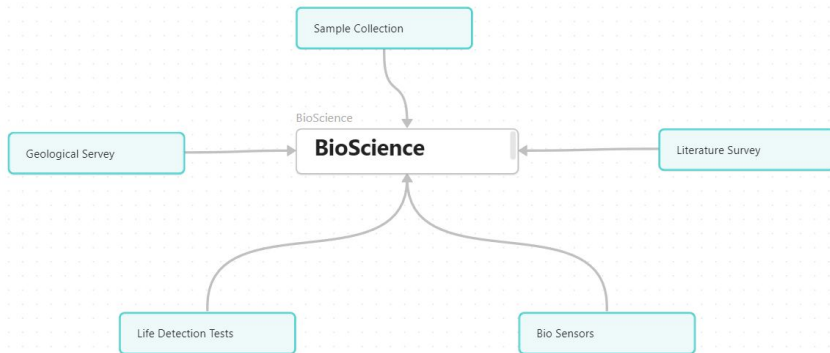 Sample Collection
BioScience
BioScience
Geological Servey
Literature Survey
Life Detection Tests
Bio Sensors